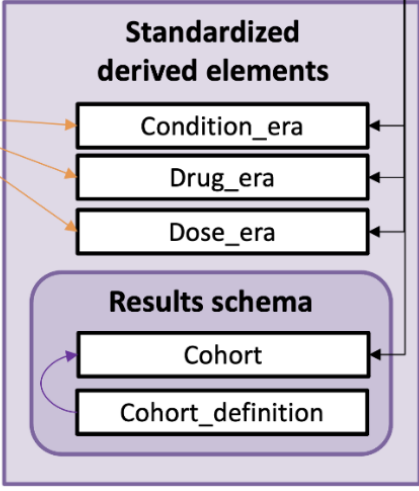 Standardized
derived elements
Condition_era
Drug_era
Dose_era
Results schema
Cohort
Cohort_definition